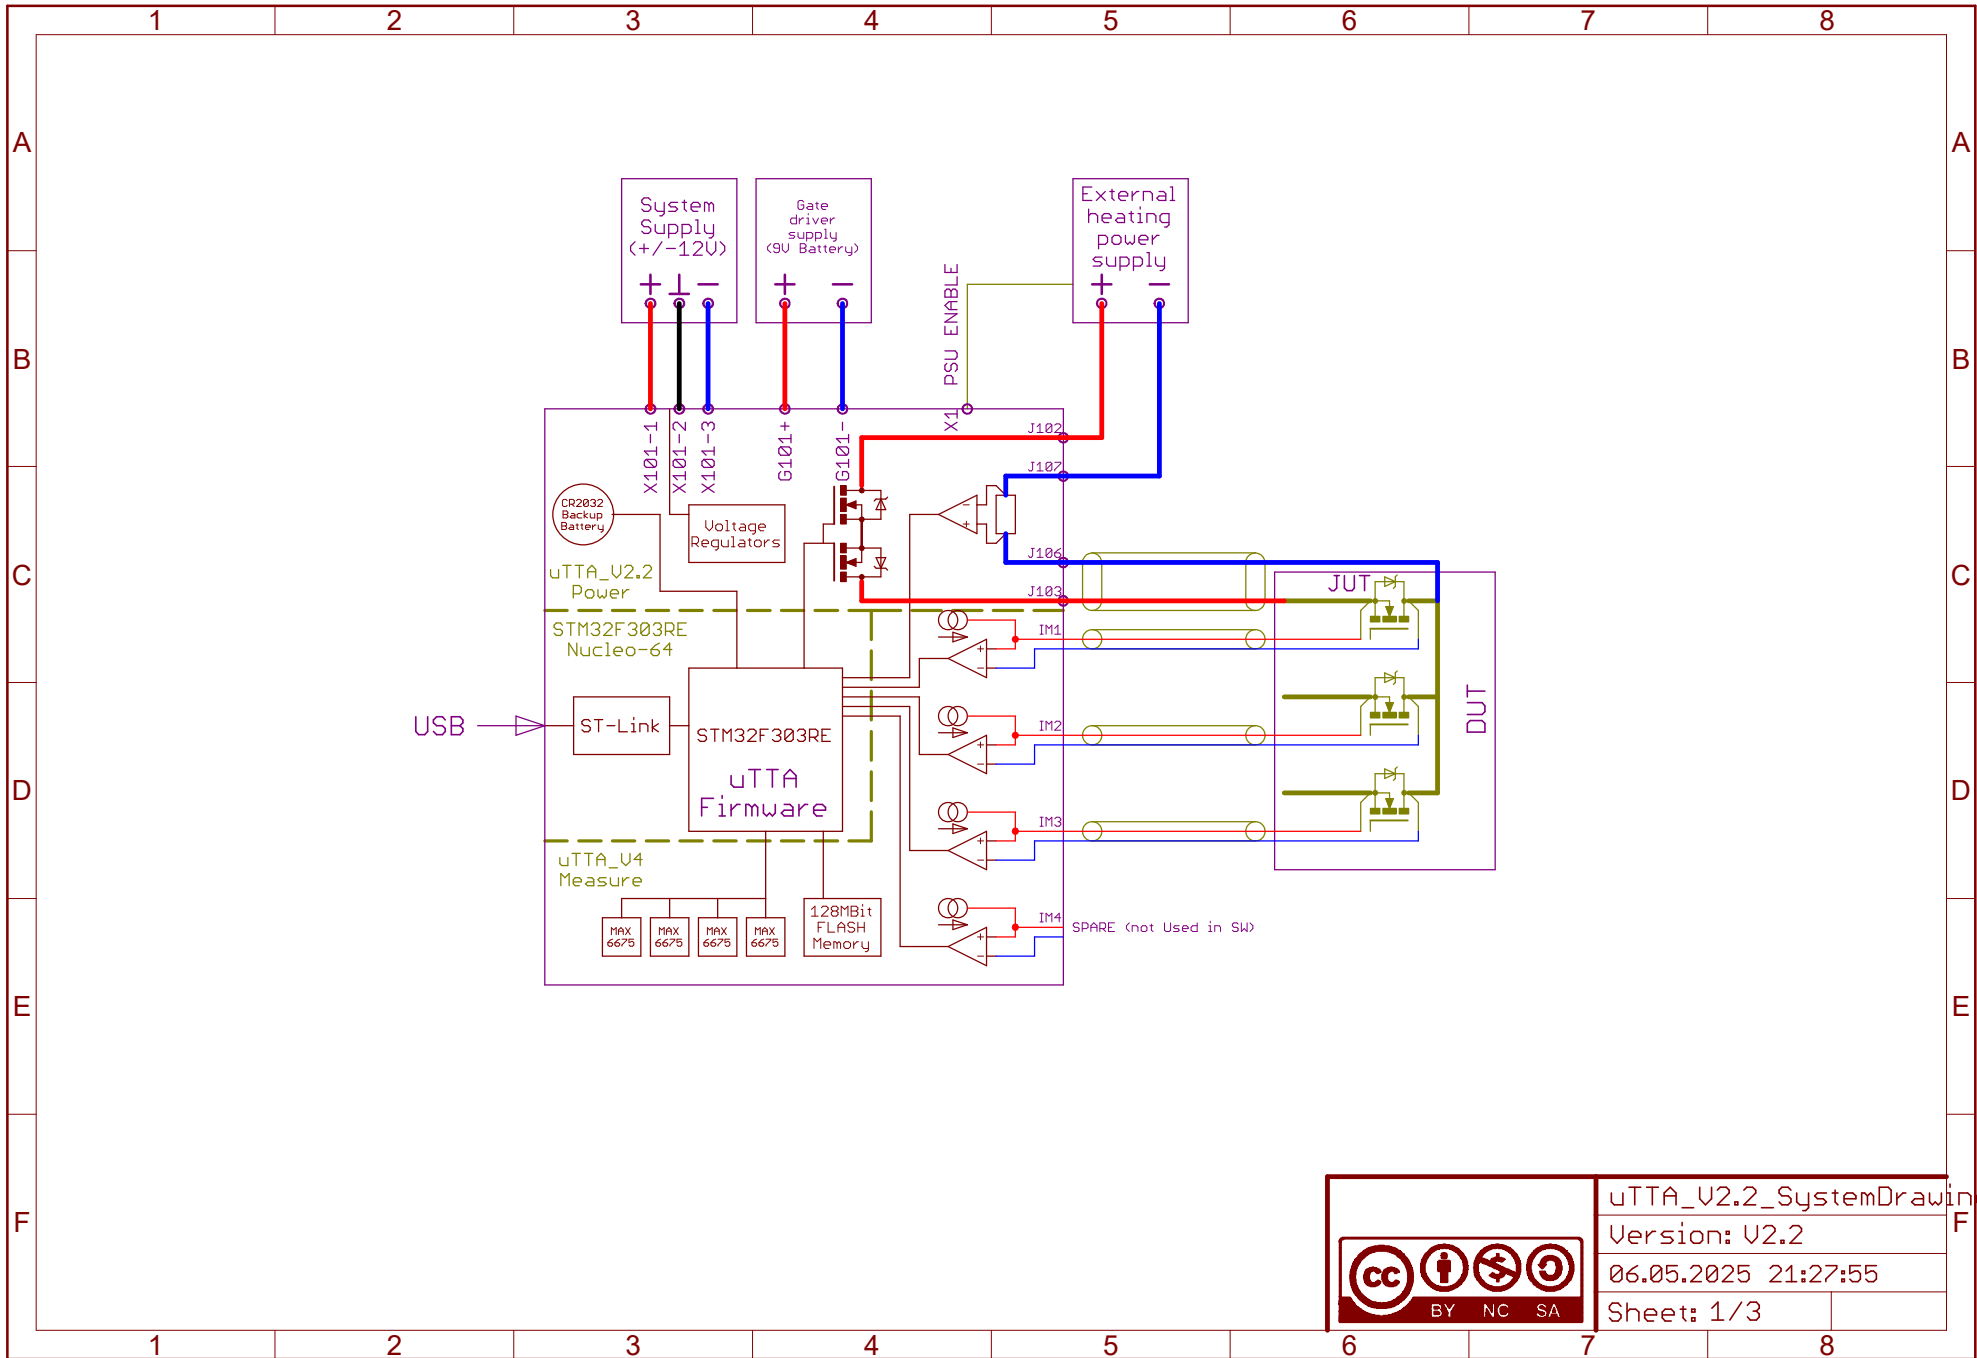 1 2 3 4 5 6 7 8
A A
B B
C C
D D
E E
F F
System
Supply
(+/-12V)
+ ⊥ -
Gate
driver
supply
(9V Battery)
+ -
External
heating
power
supply
+ -
X1 PSU ENABLE
X101-1
X101-2
X101-3
G101+
G101-
J102
J107
J106
J103
CR2032
Backup
Battery
Voltage
Regulators
uTTA_V2.2
Power
STM32F303RE
Nucleo-64
USB
ST-Link
STM32F303RE
uTTA
Firmware
uTTA_V4
Measure
MAX
6675
MAX
6675
MAX
6675
MAX
6675
128MBit
FLASH
Memory
IM1
IM2
IM3
IM4
SPARE (not Used in SW)
JUT
DUT
uTTA_V2.2_SystemDrawin
Version: V2.2
06.05.2025 21:27:55
Sheet: 1/3
cc
BY NC SA
1 2 3 4 5 6 7 8